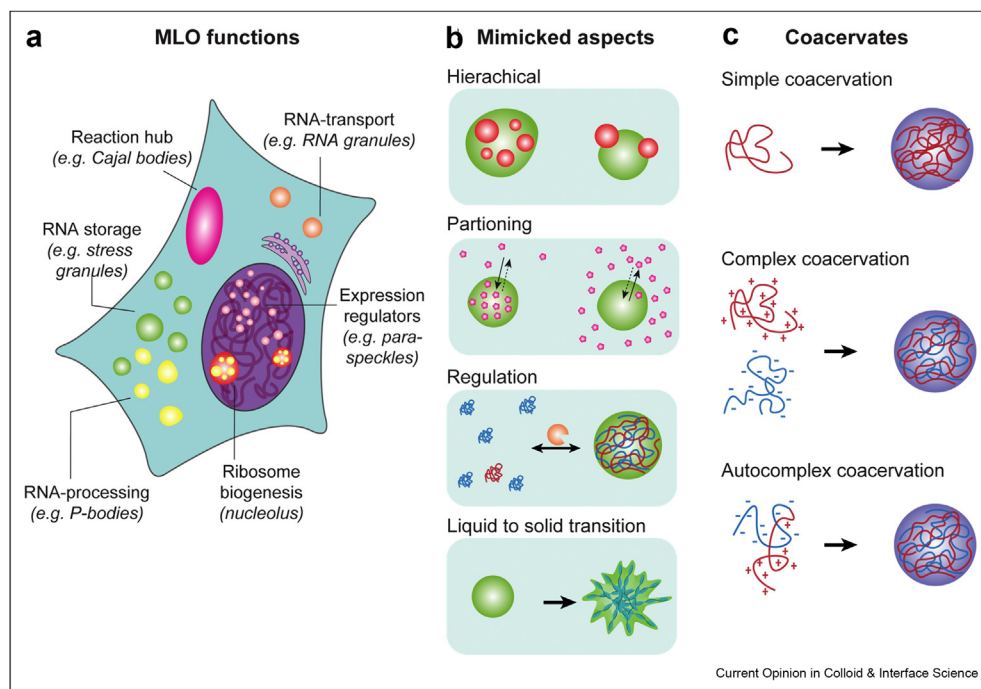 a
MLO functions
Reaction hub
(e.g. Cajal bodies)
RNA-transport
(e.g. RNA granules)
RNA storage
(e.g. stress
granules)
Expression
regulators
(e.g. para-
speckles)
RNA-processing
(e.g. P-bodies)
Ribosome
biogenesis
(nucleolus)
b
Mimicked aspects
Hierachical
Partioning
Regulation
Liquid to solid transition
c
Coacervates
Simple coacervation
Complex coacervation
Autocomplex coacervation
Current Opinion in Colloid & Interface Science